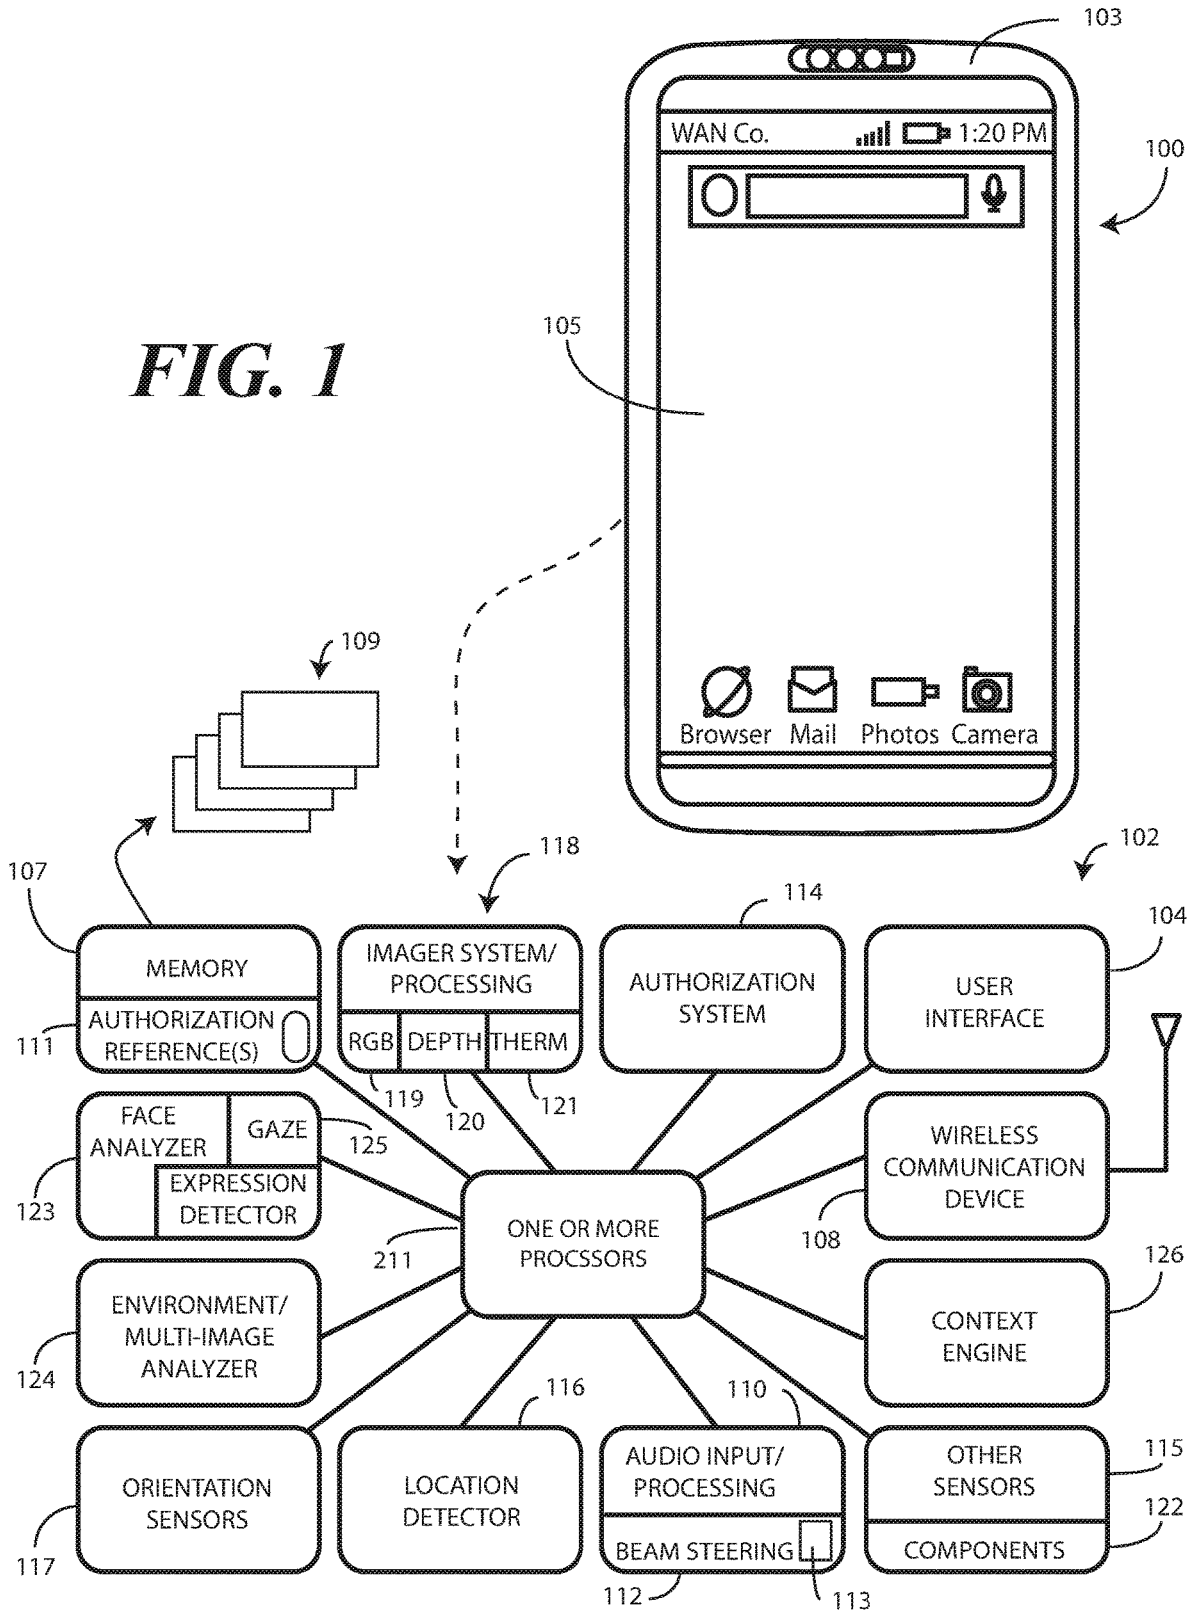 103
WAN Co. 1:20 PM
100
105
FIG. 1
109
Browser Mail Photos Camera
102
118
107
114
104
MEMORY
IMAGER SYSTEM/
PROCESSING
AUTHORIZATION
SYSTEM
USER
INTERFACE
AUTHORIZATION
REFERENCE(S)
111
RGB DEPTH THERM
119
120
121
FACE
ANALYZER
GAZE
125
EXPRESSION
DETECTOR
123
WIRELESS
COMMUNICATION
DEVICE
108
ONE OR MORE
PROCSSORS
211
126
ENVIRONMENT/
MULTI-IMAGE
ANALYZER
124
CONTEXT
ENGINE
116
110
ORIENTATION
SENSORS
117
LOCATION
DETECTOR
AUDIO INPUT/
PROCESSING
BEAM STEERING
112
113
OTHER
SENSORS
115
COMPONENTS
122